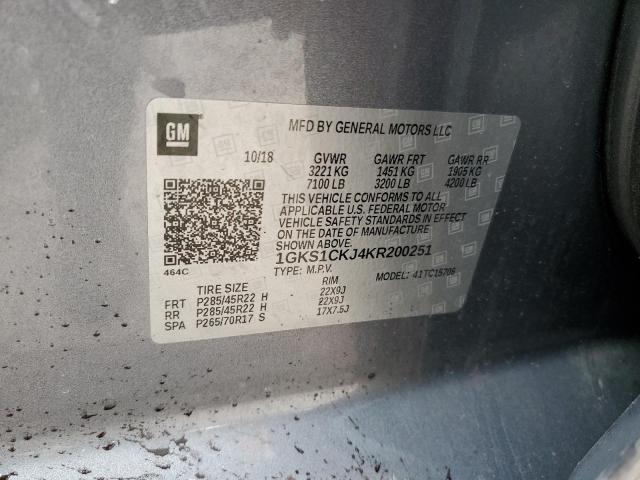 GM
MFD BY GENERAL MOTORS LLC
10/18 GVWR GAWR FRT GAWR RR
3221 KG 1451 KG 1905 KG
7100 LB 3200 LB 4200 LB
THIS VEHICLE CONFORMS TO ALL
APPLICABLE U.S. FEDERAL MOTOR
VEHICLE SAFETY STANDARDS IN EFFECT
ON THE DATE OF MANUFACTURE
SHOWN ABOVE.
1GKS1CKJ4KR200251
464C
TYPE: M.P.V. MODEL: 41TC15706
TIRE SIZE RIM
FRT P285/45R22 H 22X9J
RR P285/45R22 H 22X9J
SPA P265/70R17 S 17X7.5J